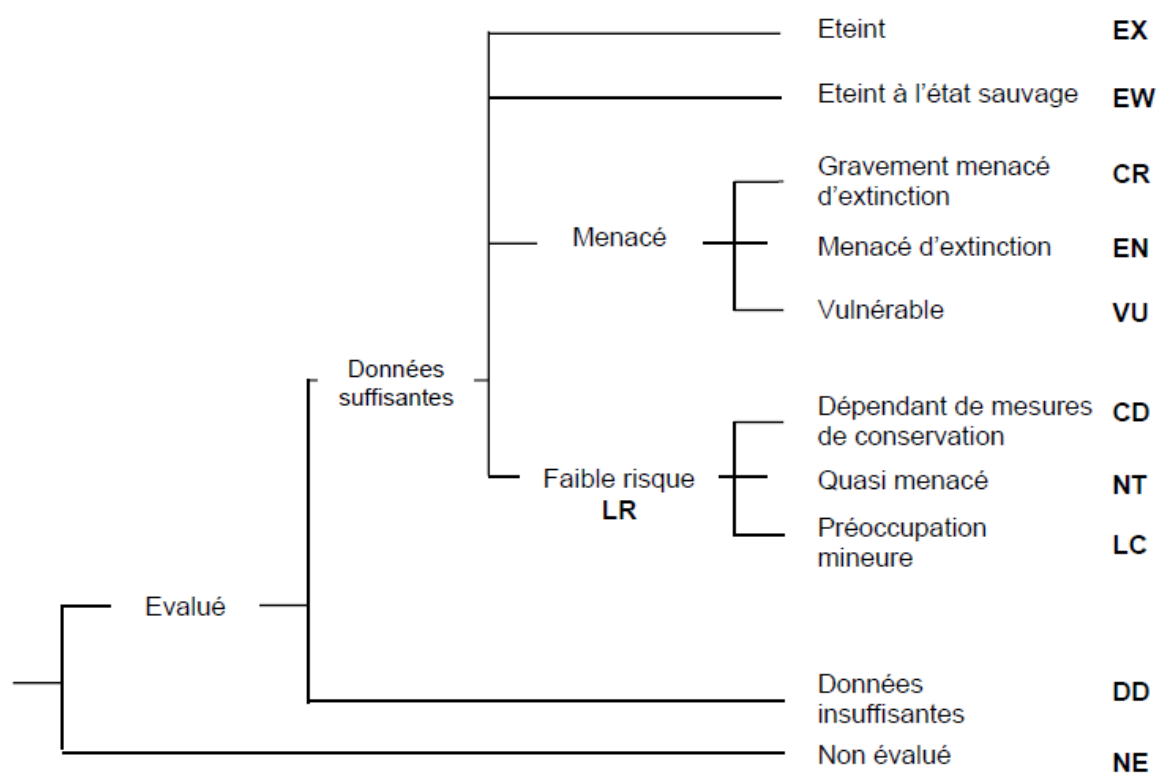 Eteint EX
Eteint à l'état sauvage EW
Gravement menacé
d'extinction CR
Menacé
Menacé d'extinction EN
Vulnérable VU
Données
suffisantes
Dépendant de mesures
de conservation CD
Faible risque
LR
Quasi menacé NT
Préoccupation
mineure LC
Evalué
Données
insuffisantes DD
Non évalué NE